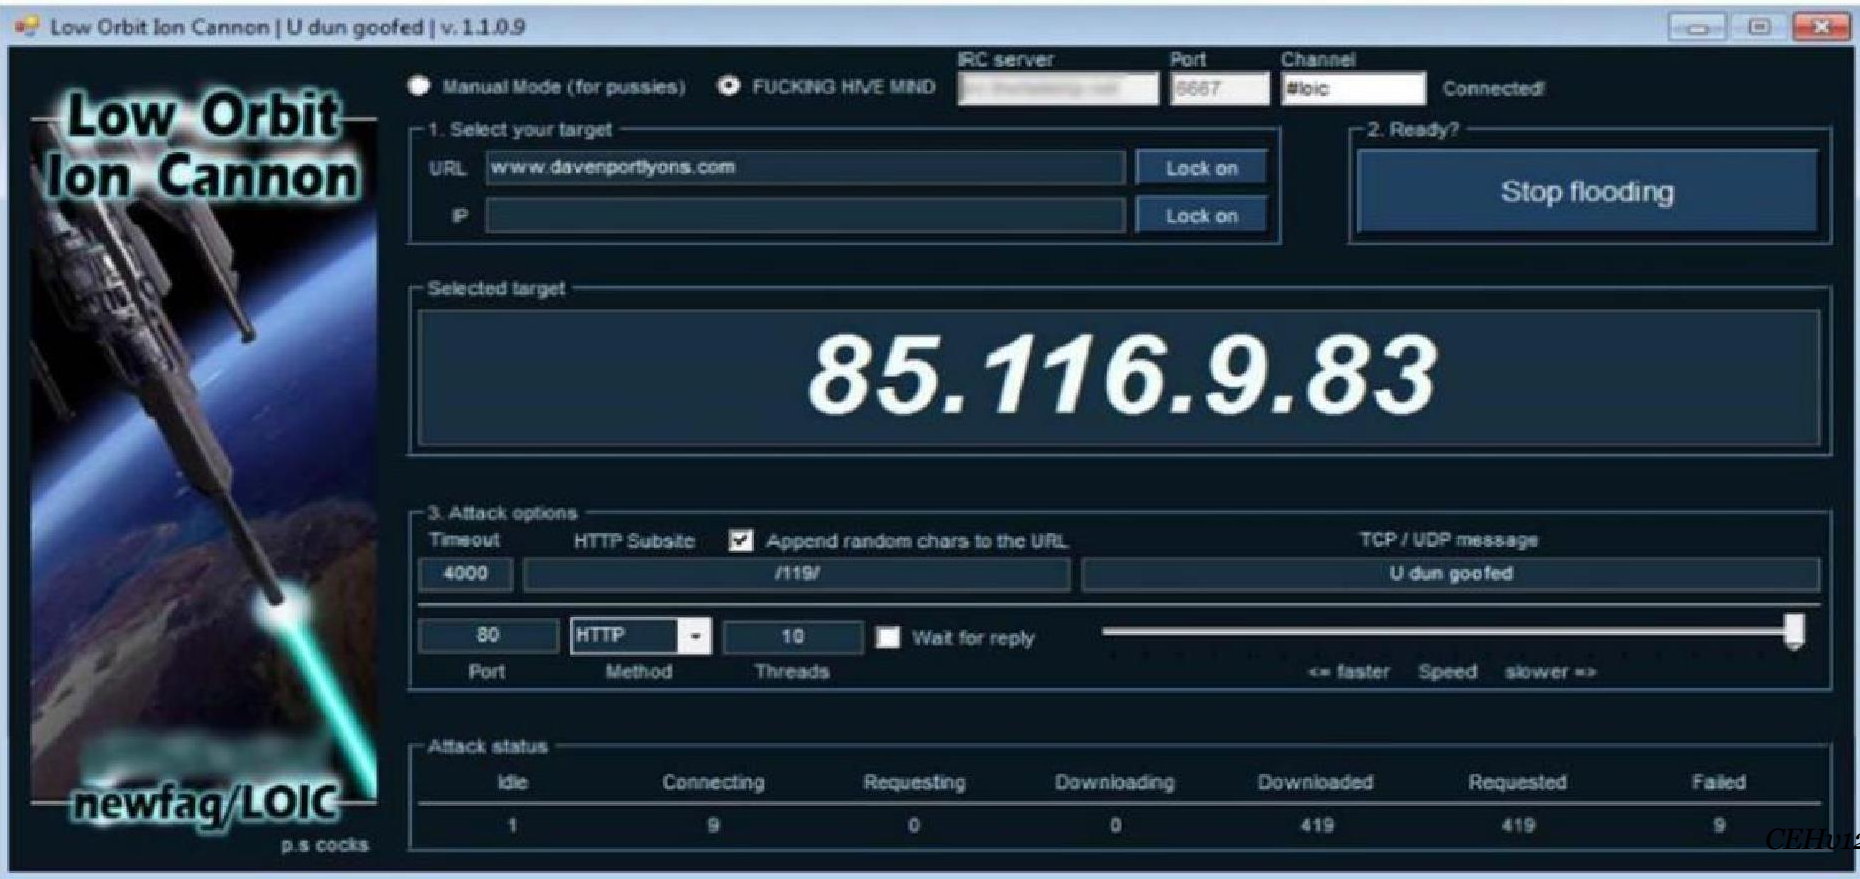 Low Orbit Ion Cannon | U dun goofed | v. 1.1.0.9
Low Orbit
Ion Cannon
newfag/LOIC
p.s cocks
Manual Mode (for pussies)
FUCKING HIVE MIND
IRC server
Port
Channel
6667
#loic
Connected!
1. Select your target
URL
www.davenportlyons.com
Lock on
IP
Lock on
2. Ready?
Stop flooding
Selected target
85.116.9.83
3. Attack options
Timeout
HTTP Subsite
Append random chars to the URL
TCP / UDP message
4000
/119/
U dun goofed
80
HTTP
10
Wait for reply
Port
Method
Threads
<= faster
Speed
slower =>
Attack status
Idle
Connecting
Requesting
Downloading
Downloaded
Requested
Failed
1
9
0
0
419
419
9
CEHv12